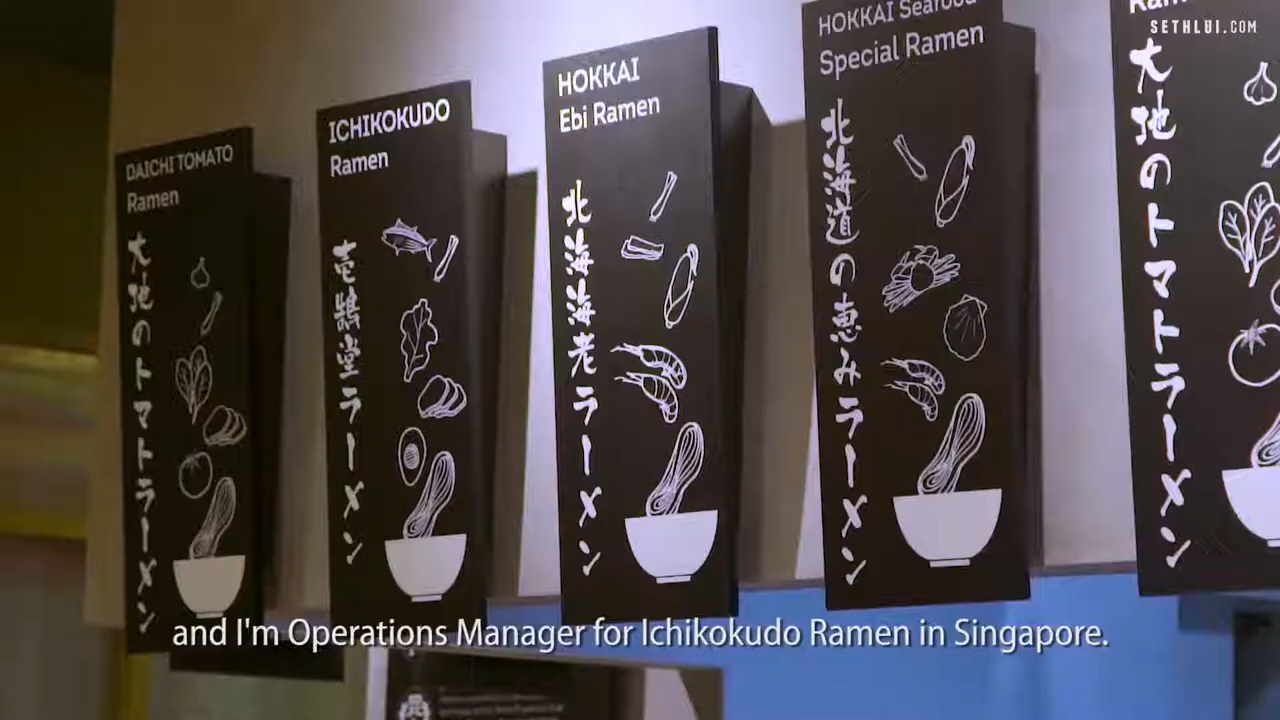 SETHLUI.COM
DAICHI TOMATO
Ramen
大地のトマトラーメン
ICHIKOKUDO
Ramen
壱鵠堂ラーメン
HOKKAI
Ebi Ramen
北海海老ラーメン
HOKKAI Seafood
Special Ramen
北海道の恵みラーメン
Ramen
大地のトマトラーメン
and I'm Operations Manager for Ichikokudo Ramen in Singapore.